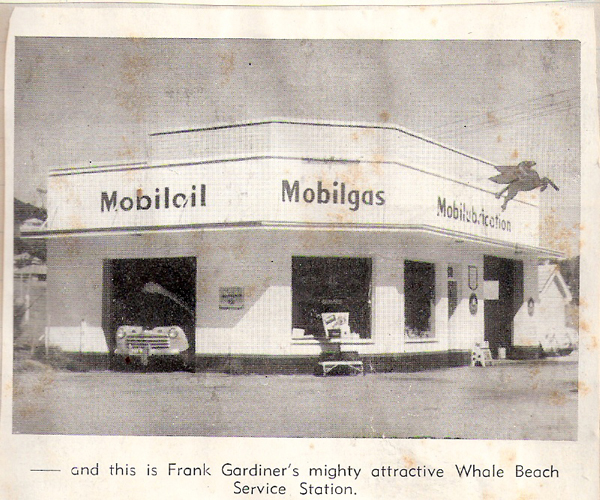 Mobiloil
Mobilgas
Mobilubrication
—— and this is Frank Gardiner's mighty attractive Whale Beach
Service Station.